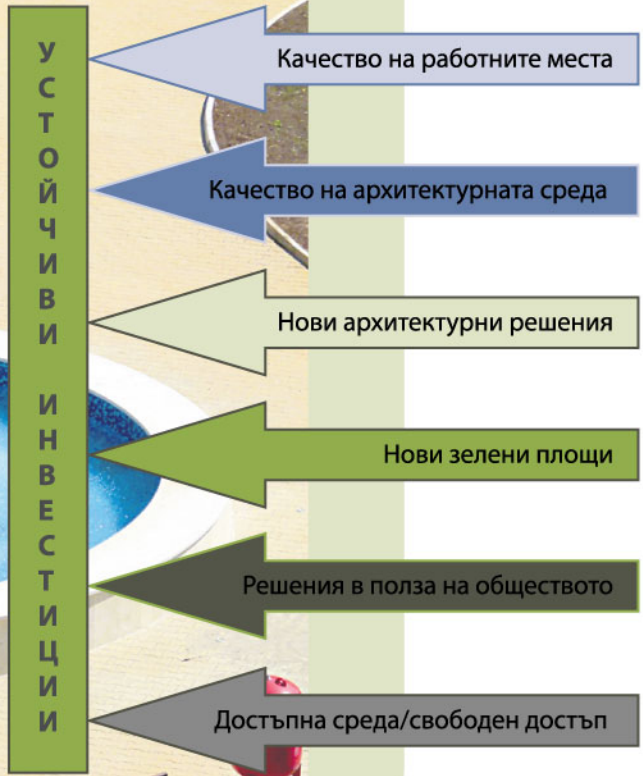 УСТОЙЧИВИ ИНВЕСТИЦИИ
Качество на работните места
Качество на архитектурната среда
Нови архитектурни решения
Нови зелени площи
Решения в полза на обществото
Достъпна среда/свободен достъп